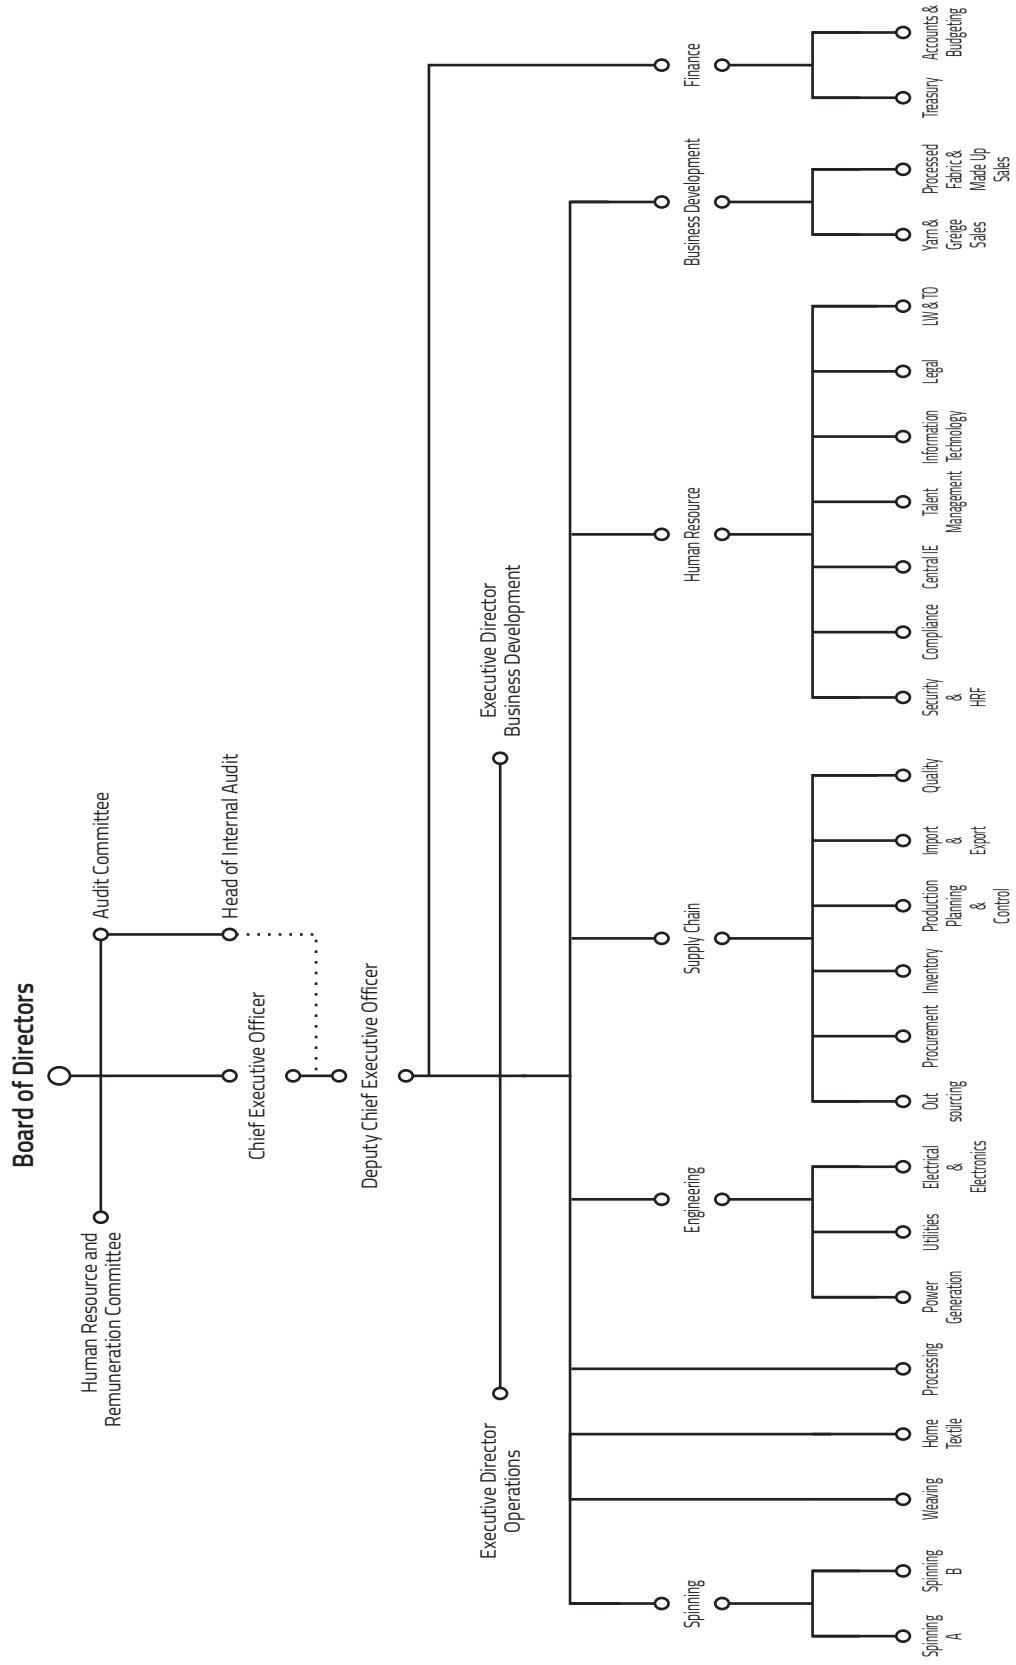 Board of Directors
Human Resource and
Remuneration Committee
Audit Committee
Chief Executive Officer
Head of Internal Audit
Deputy Chief Executive Officer
Executive Director
Operations
Executive Director
Business Development
Spinning
Engineering
Supply Chain
Human Resource
Business Development
Finance
Spinning
A
Spinning
B
Weaving
Home
Textile
Processing
Power
Generation
Utilities
Electrical
&
Electronics
Out
sourcing
Procurement
Inventory
Production
Planning
&
Control
Import
&
Export
Quality
Security
&
HRF
Compliance
Central IE
Talent
Management
Information
Technology
Legal
LW & TO
Yarn &
Greige
Sales
Processed
Fabric &
Made Up
Sales
Treasury
Accounts &
Budgeting